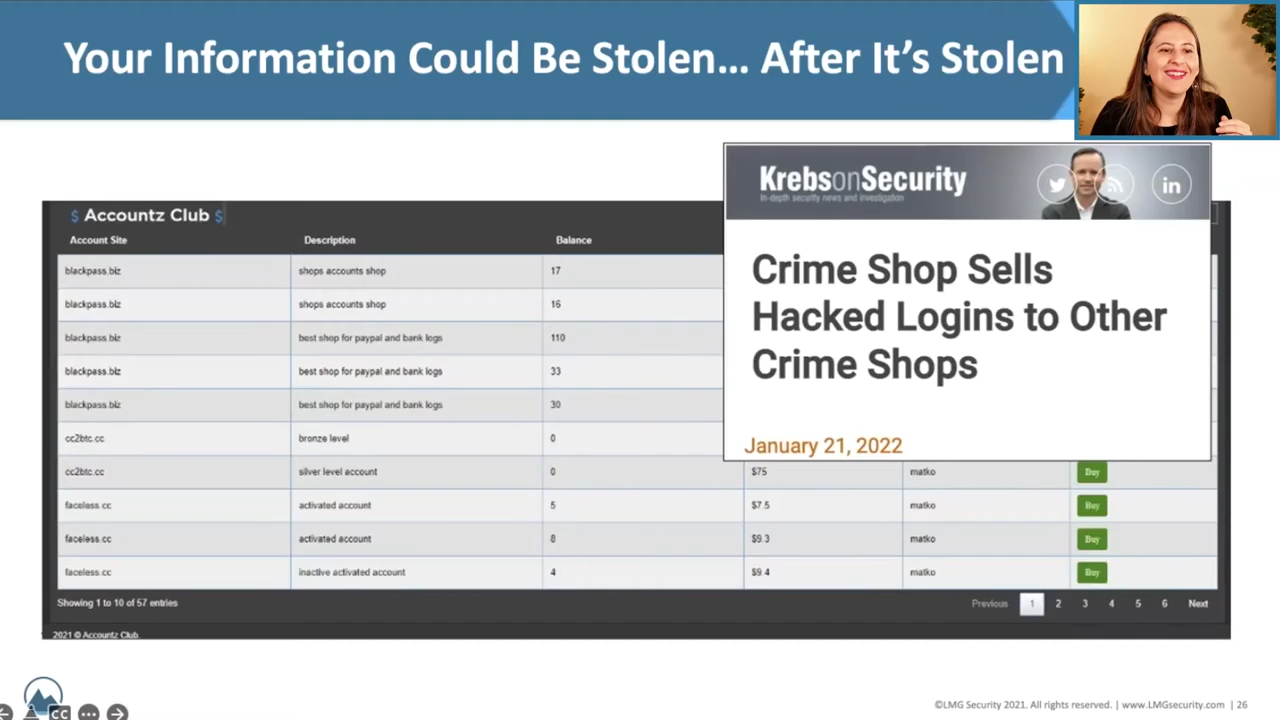 Your Information Could Be Stolen... After It's Stolen
KrebsonSecurity
In-depth security news and investigation
in
Crime Shop Sells
Hacked Logins to Other
Crime Shops
January 21, 2022
$ Accountz Club $
Account Site Description Balance
blackpass.biz shops accounts shop 17
blackpass.biz shops accounts shop 16
blackpass.biz best shop for paypal and bank logs 110
blackpass.biz best shop for paypal and bank logs 33
blackpass.biz best shop for paypal and bank logs 30
cc2btc.cc bronze level 0
cc2btc.cc silver level account 0 $75 matko Buy
faceless.cc activated account 5 $7.5 matko Buy
faceless.cc activated account 8 $9.3 matko Buy
faceless.cc inactive activated account 4 $9.4 matko Buy
Showing 1 to 10 of 57 entries Previous 1 2 3 4 5 6 Next
2021 © Accountz Club.
CC
©LMG Security 2021. All rights reserved. | www.LMGsecurity.com | 26